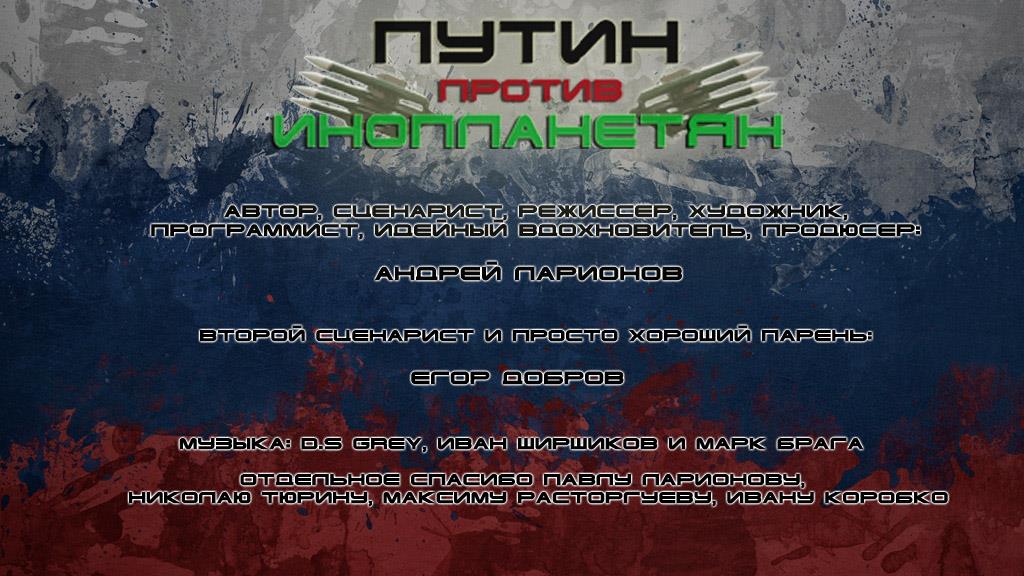 ПУТИН
ПРОТИВ
ИНОПЛАНЕТЯН
АВТОР, СЦЕНАРИСТ, РЕЖИССЕР, ХУДОЖНИК,
ПРОГРАММИСТ, ИДЕЙНЫЙ ВДОХНОВИТЕЛЬ, ПРОДЮСЕР:
АНДРЕЙ ЛАРИОНОВ
ВТОРОЙ СЦЕНАРИСТ И ПРОСТО ХОРОШИЙ ПАРЕНЬ:
ЕГОР ДОБРОВ
МУЗЫКА: D.S GREY, ИВАН ШИРШИКОВ И МАРК БРАГА
ОТДЕЛЬНОЕ СПАСИБО ПАВЛУ ЛАРИОНОВУ,
НИКОЛАЮ ТЮРИНУ, МАКСИМУ РАСТОРГУЕВУ, ИВАНУ КОРОБКО